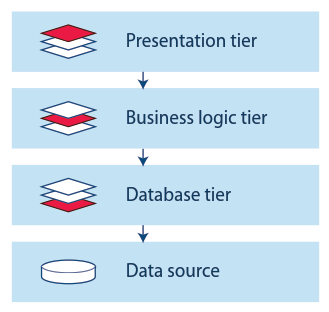 Presentation tier
Business logic tier
Database tier
Data source